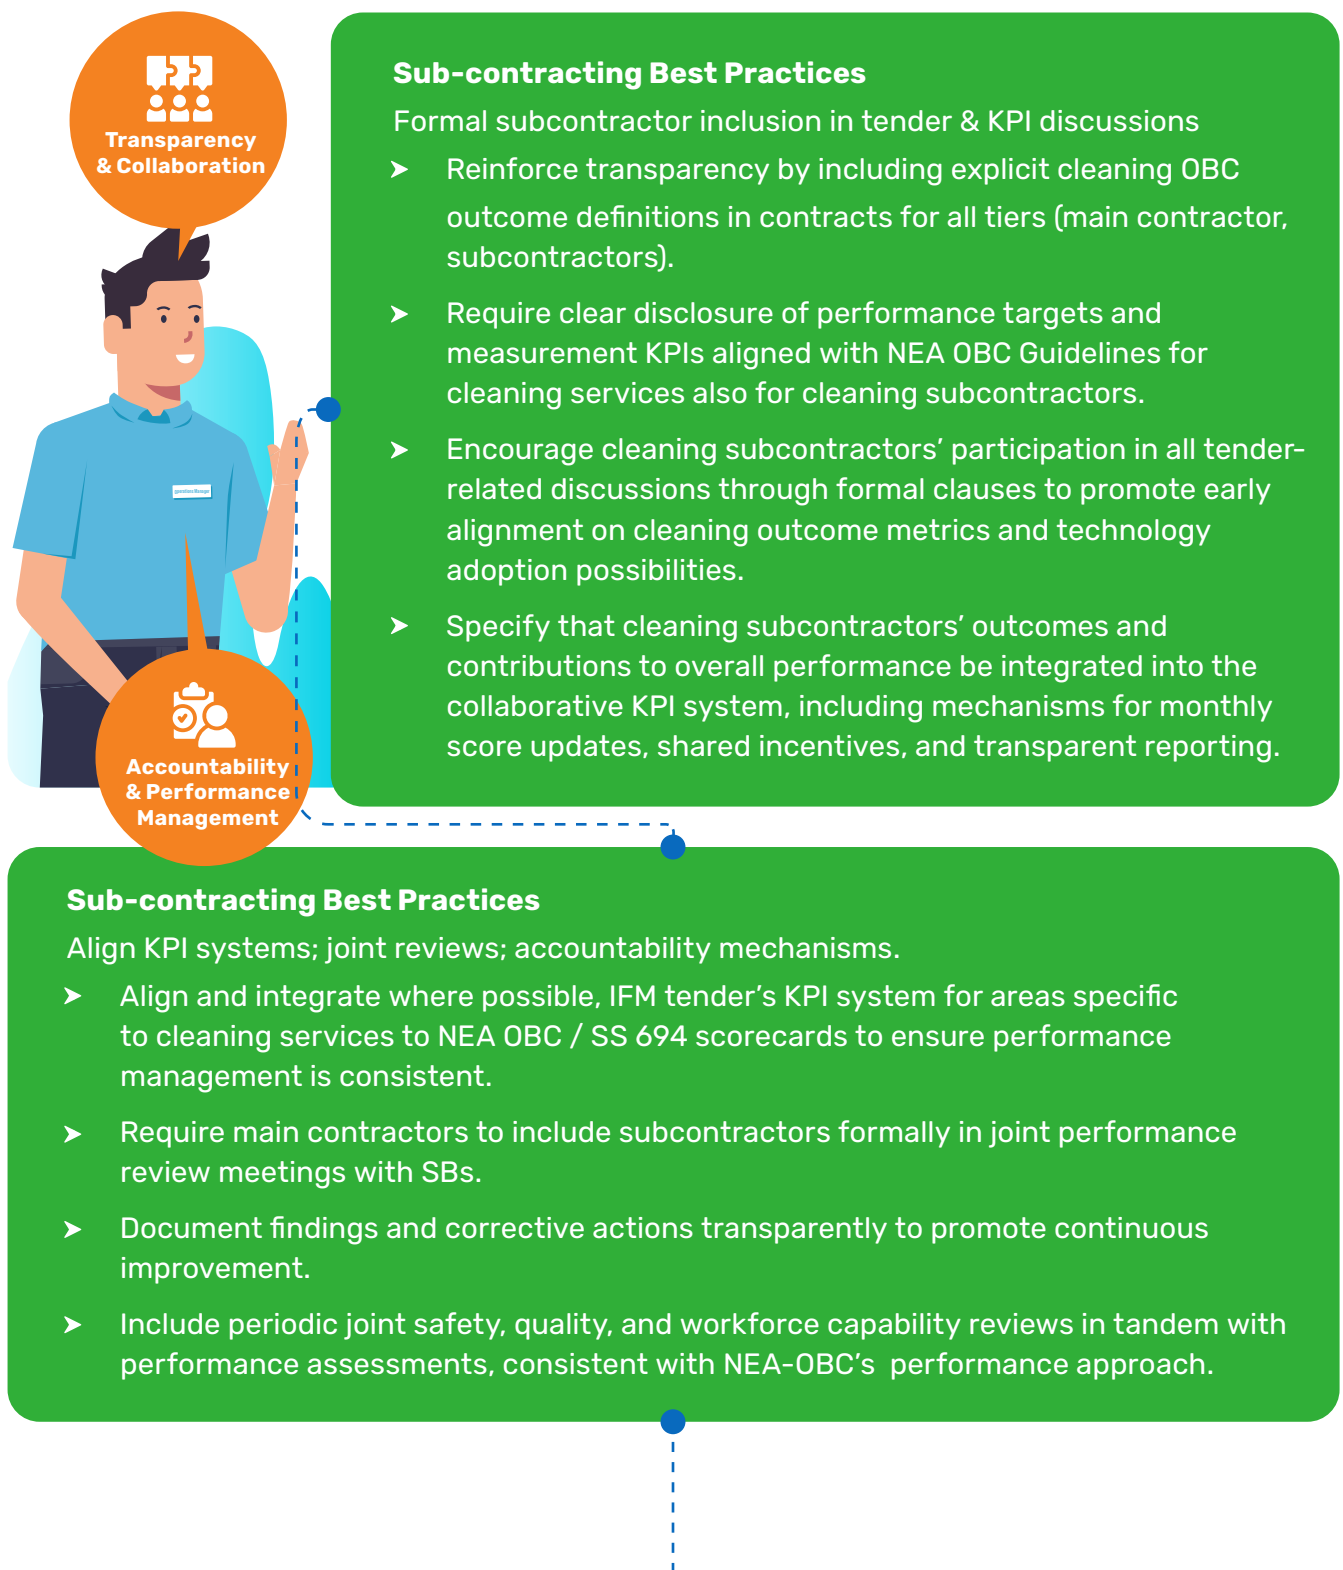 Transparency
& Collaboration
Sub-contracting Best Practices
Formal subcontractor inclusion in tender & KPI discussions
➤ Reinforce transparency by including explicit cleaning OBC
outcome definitions in contracts for all tiers (main contractor,
subcontractors).
➤ Require clear disclosure of performance targets and
measurement KPIs aligned with NEA OBC Guidelines for
cleaning services also for cleaning subcontractors.
➤ Encourage cleaning subcontractors’ participation in all tender-
related discussions through formal clauses to promote early
alignment on cleaning outcome metrics and technology
adoption possibilities.
➤ Specify that cleaning subcontractors’ outcomes and
contributions to overall performance be integrated into the
collaborative KPI system, including mechanisms for monthly
score updates, shared incentives, and transparent reporting.
Accountability
& Performance
Management
Sub-contracting Best Practices
Align KPI systems; joint reviews; accountability mechanisms.
➤ Align and integrate where possible, IFM tender’s KPI system for areas specific
to cleaning services to NEA OBC / SS 694 scorecards to ensure performance
management is consistent.
➤ Require main contractors to include subcontractors formally in joint performance
review meetings with SBs.
➤ Document findings and corrective actions transparently to promote continuous
improvement.
➤ Include periodic joint safety, quality, and workforce capability reviews in tandem with
performance assessments, consistent with NEA-OBC’s  performance approach.